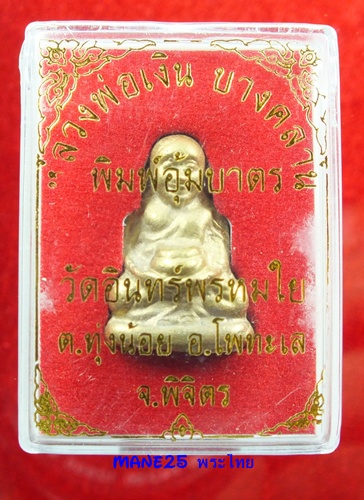 หลวงพ่อเงิน บางคลาน
พิมพ์อุ้มบาตร
วัดอินทร์พรหมใย
ต.ทุ่งน้อย อ.โพทะเล
จ.พิจิตร
MANE25 พระไทย